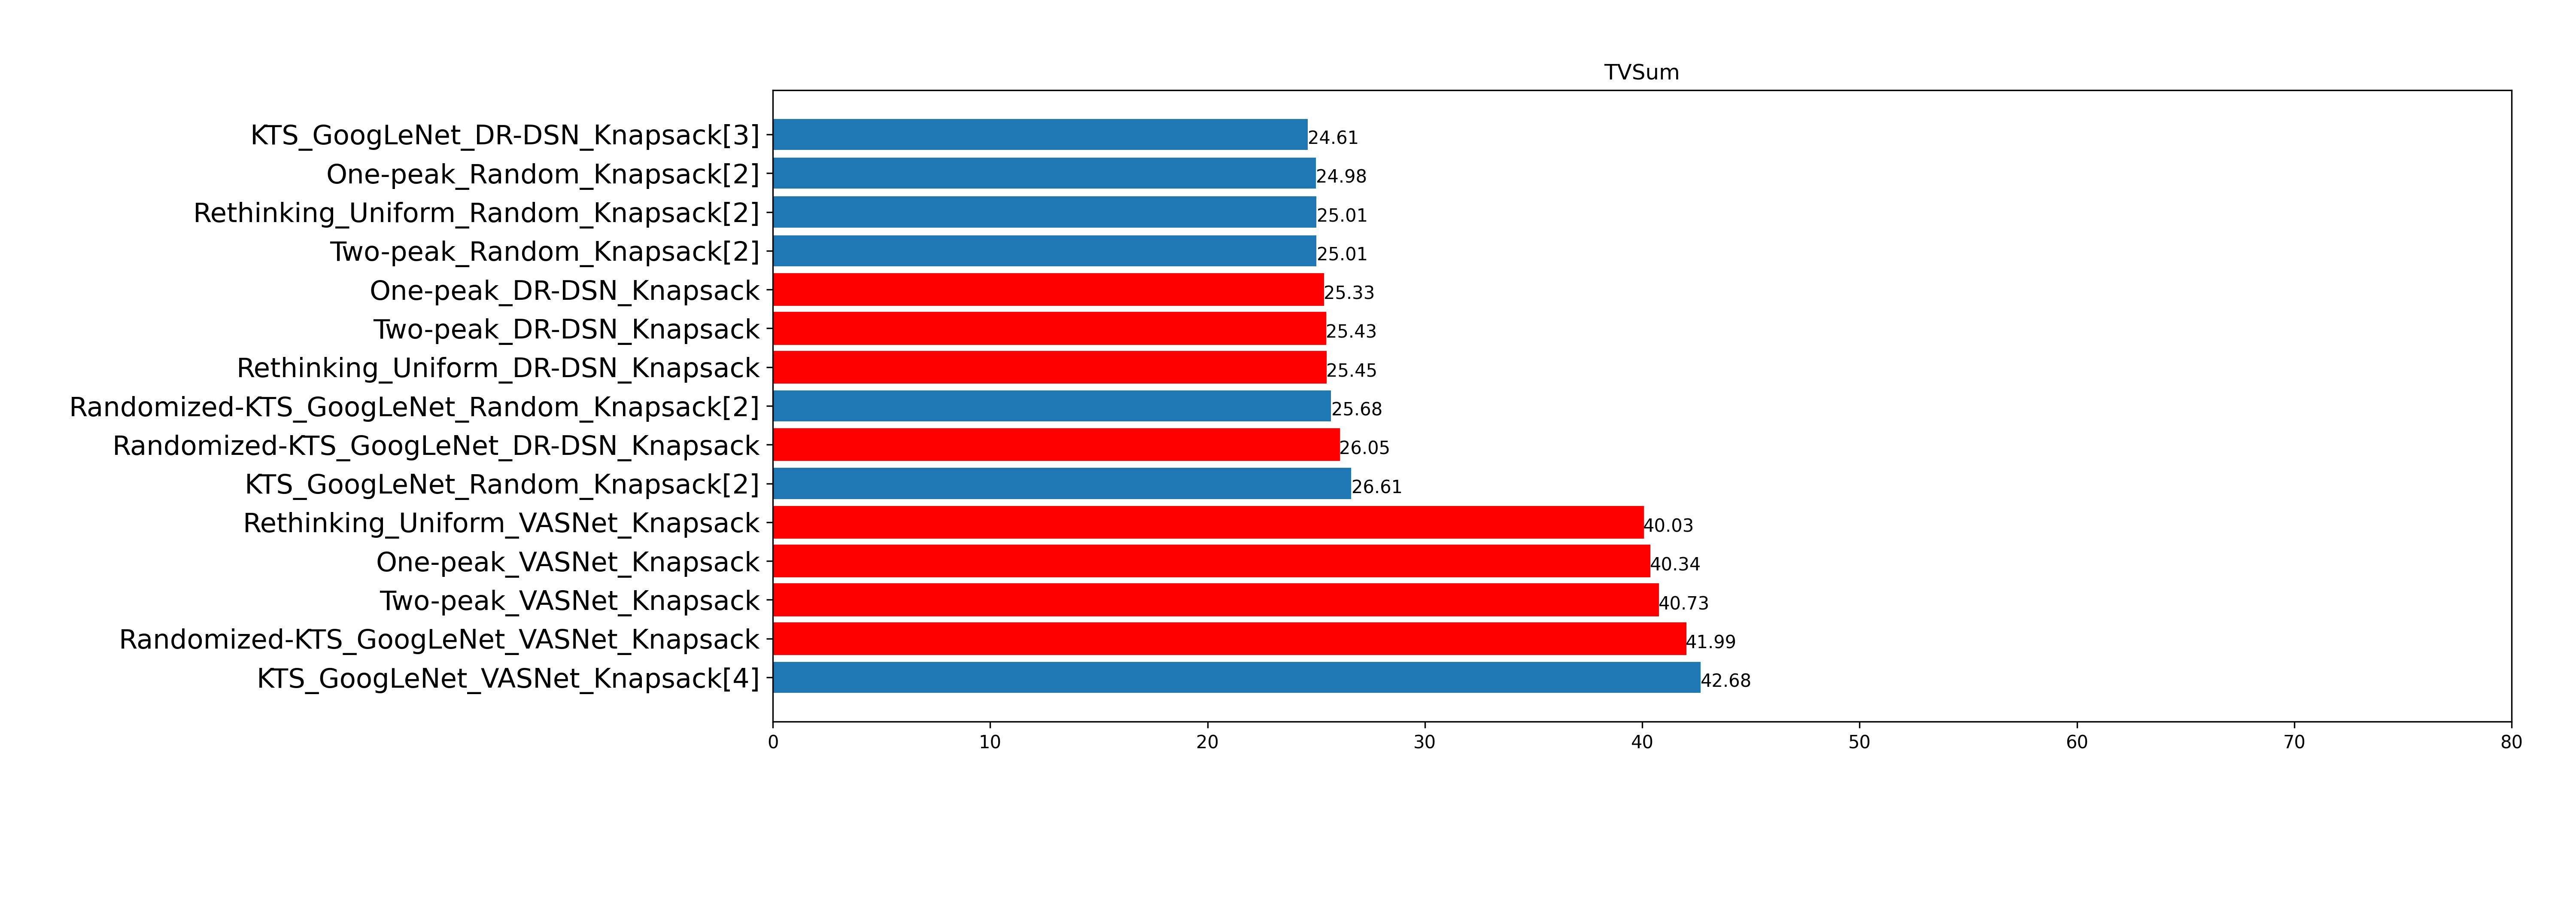 TVSum
KTS_GoogLeNet_DR-DSN_Knapsack[3] 24.61
One-peak_Random_Knapsack[2] 24.98
Rethinking_Uniform_Random_Knapsack[2] 25.01
Two-peak_Random_Knapsack[2] 25.01
One-peak_DR-DSN_Knapsack 25.33
Two-peak_DR-DSN_Knapsack 25.43
Rethinking_Uniform_DR-DSN_Knapsack 25.45
Randomized-KTS_GoogLeNet_Random_Knapsack[2] 25.68
Randomized-KTS_GoogLeNet_DR-DSN_Knapsack 26.05
KTS_GoogLeNet_Random_Knapsack[2] 26.61
Rethinking_Uniform_VASNet_Knapsack 40.03
One-peak_VASNet_Knapsack 40.34
Two-peak_VASNet_Knapsack 40.73
Randomized-KTS_GoogLeNet_VASNet_Knapsack 41.99
KTS_GoogLeNet_VASNet_Knapsack[4] 42.68
0 10 20 30 40 50 60 70 80